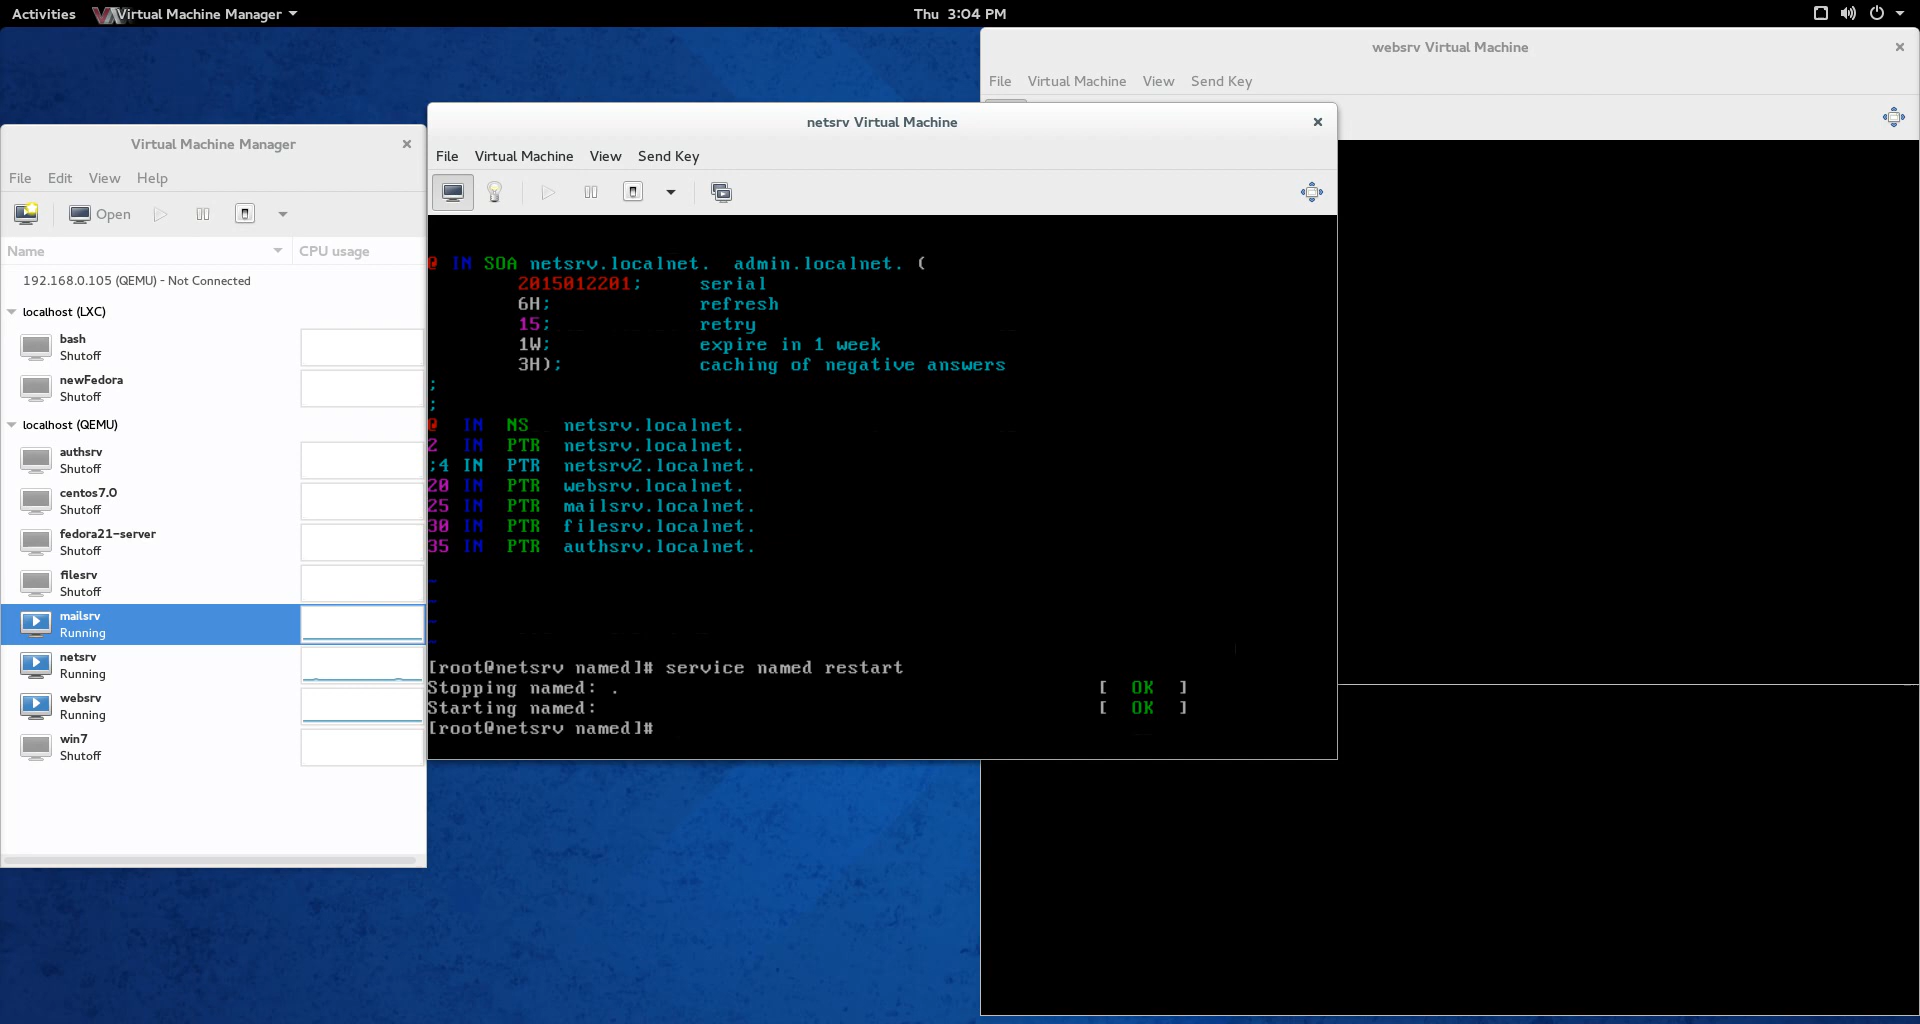 Activities Virtual Machine Manager Thu 3:04 PM
websrv Virtual Machine
File Virtual Machine View Send Key
netsrv Virtual Machine
File Virtual Machine View Send Key
Virtual Machine Manager
File Edit View Help
Open
Name CPU usage
192.168.0.105 (QEMU) - Not Connected
localhost (LXC)
bash
Shutoff
newFedora
Shutoff
localhost (QEMU)
authsrv
Shutoff
centos7.0
Shutoff
fedora21-server
Shutoff
filesrv
Shutoff
mailsrv
Running
netsrv
Running
websrv
Running
win7
Shutoff
@ IN SOA netsrv.localnet. admin.localnet. (
2015012201; serial
6H; refresh
15; retry
1W; expire in 1 week
3H); caching of negative answers
;
;
@ IN NS netsrv.localnet.
2 IN PTR netsrv.localnet.
;4 IN PTR netsrv2.localnet.
20 IN PTR websrv.localnet.
25 IN PTR mailsrv.localnet.
30 IN PTR filesrv.localnet.
35 IN PTR authsrv.localnet.
~
~
~
~
[root@netsrv named]# service named restart
Stopping named: . [ OK ]
Starting named: [ OK ]
[root@netsrv named]#